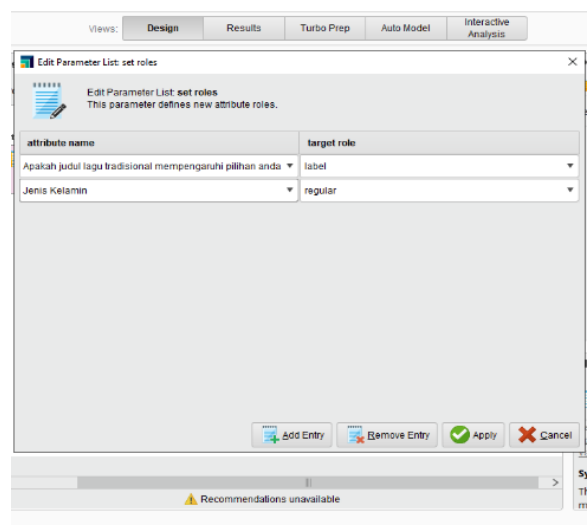 Views: Design Results Turbo Prep Auto Model Interactive Analysis
Edit Parameter List: set roles
Edit Parameter List: set roles
This parameter defines new attribute roles.
attribute name target role
Apakah judul lagu tradisional mempengaruhi pilihan anda label
Jenis Kelamin regular
Add Entry Remove Entry Apply Cancel
Recommendations unavailable